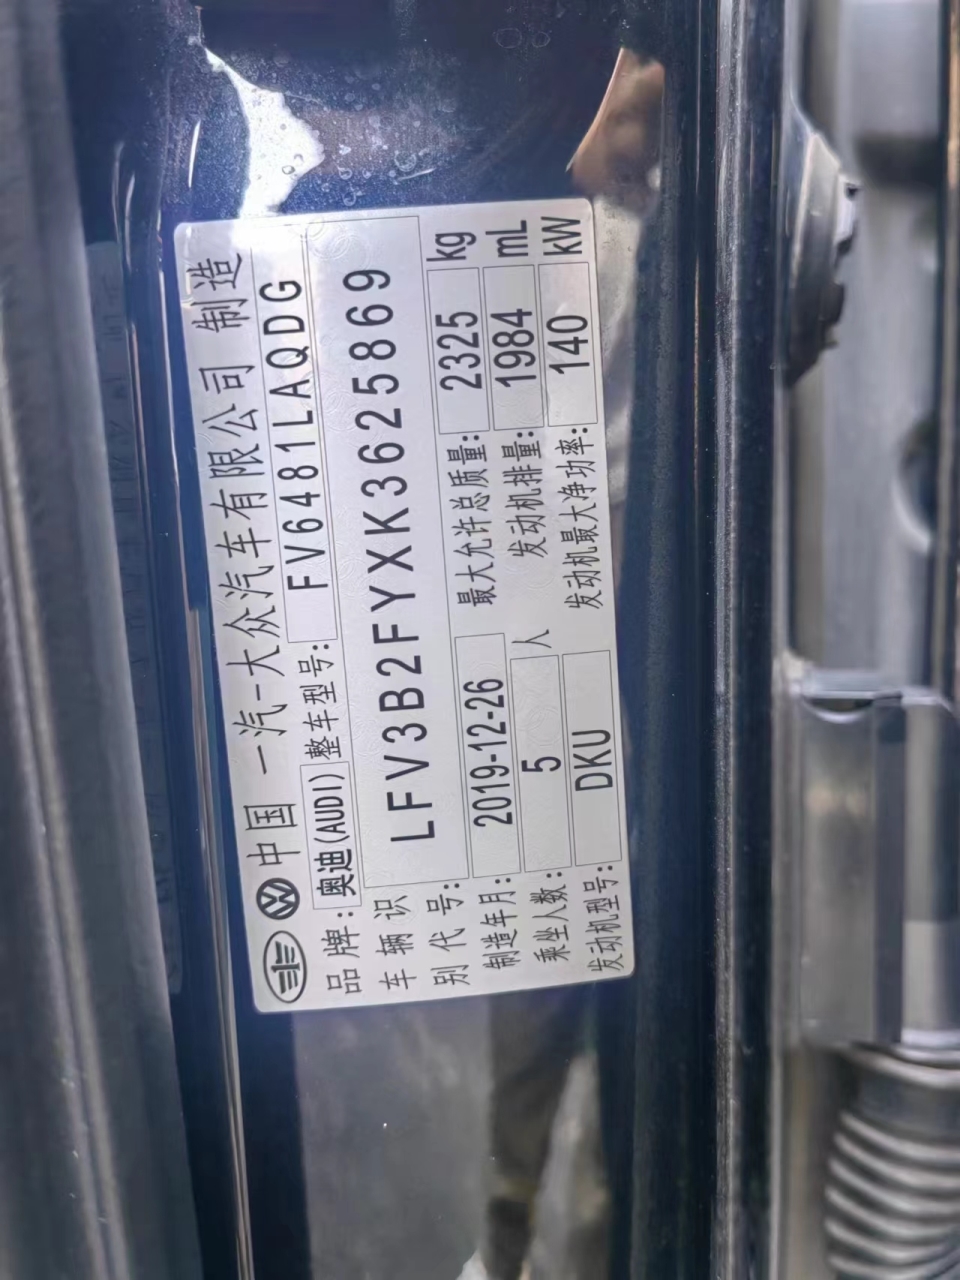 中国 一汽-大众汽车有限公司 制造
品牌: 奥迪(AUDI) 整车型号: FV6481LAQDG
车辆识别代号: LFV3B2FYXK3625869
制造年月: 2019-12-26 最大允许总质量: 2325 kg
乘坐人数: 5 人 发动机排量: 1984 mL
发动机型号: DKU 发动机最大净功率: 140 kW